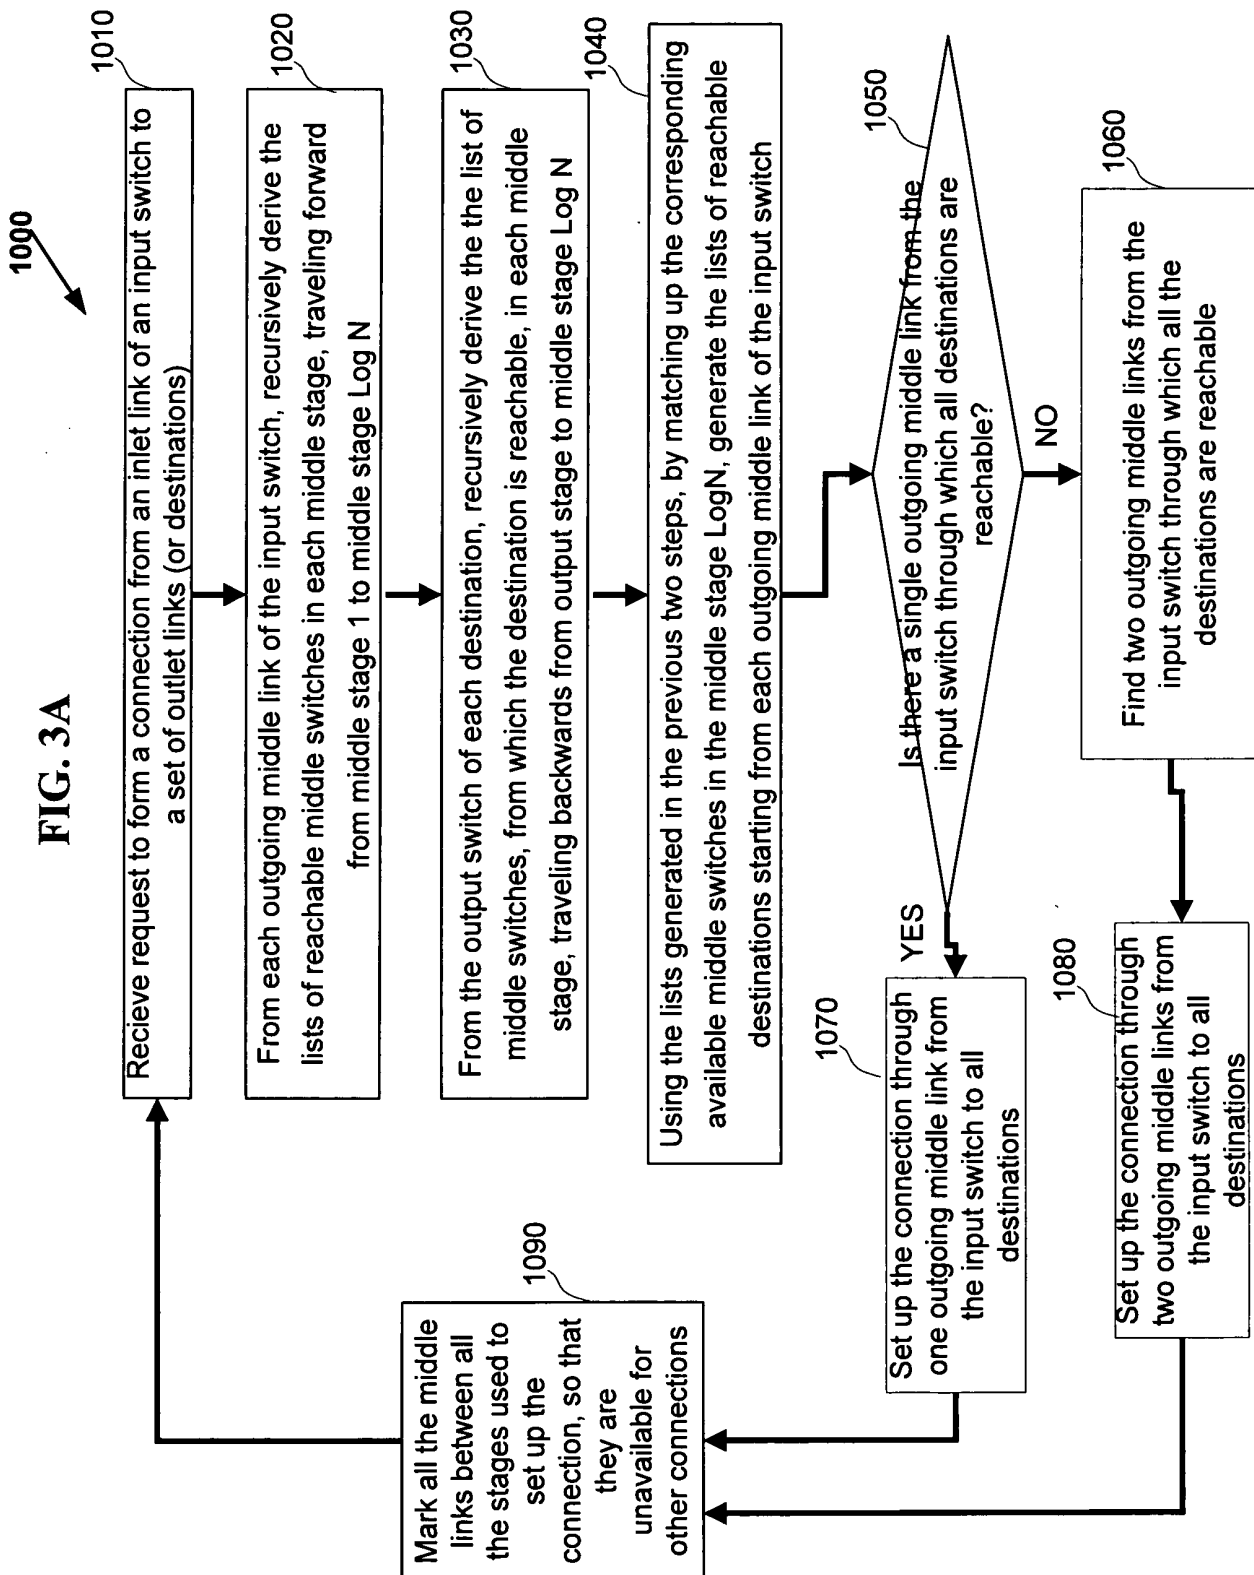 FIG. 3A
1000
1010
Recieve request to form a connection from an inlet link of an input switch to
a set of outlet links (or destinations)
1020
From each outgoing middle link of the input switch, recursively derive the
lists of reachable middle switches in each middle stage, traveling forward
from middle stage 1 to middle stage Log N
1030
From the output switch of each destination, recursively derive the the list of
middle switches, from which the destination is reachable, in each middle
stage, traveling backwards from output stage to middle stage Log N
1040
Using the lists generated in the previous two steps, by matching up the corresponding
available middle switches in the middle stage LogN, generate the lists of reachable
destinations starting from each outgoing middle link of the input switch
1050
Is there a single outgoing middle link from the
input switch through which all destinations are
reachable?
YES
NO
1060
Find two outgoing middle links from the
input switch through which all the
destinations are reachable
1070
Set up the connection through
one outgoing middle link from
the input switch to all
destinations
1080
Set up the connection through
two outgoing middle links from
the input switch to all
destinations
1090
Mark all the middle
links between all
the stages used to
set up the
connection, so that
they are
unavailable for
other connections